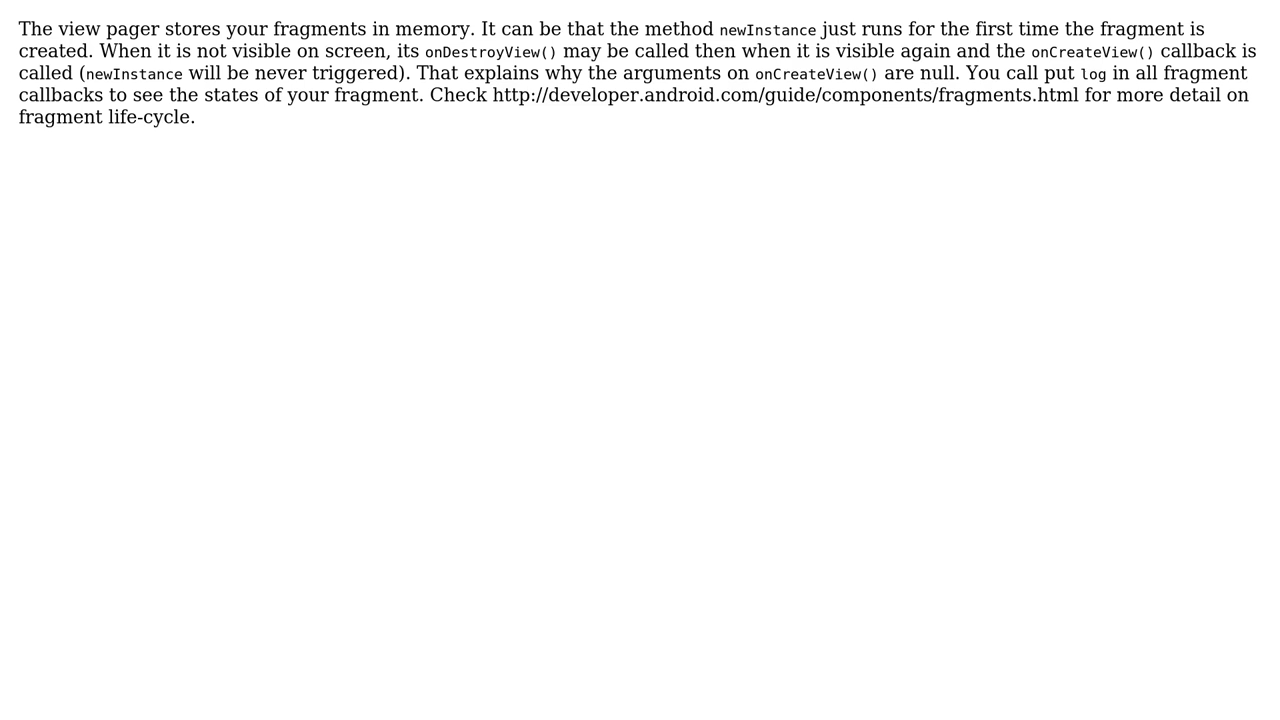 The view pager stores your fragments in memory. It can be that the method newInstance just runs for the first time the fragment is
created. When it is not visible on screen, its onDestroyView() may be called then when it is visible again and the onCreateView() callback is
called (newInstance will be never triggered). That explains why the arguments on onCreateView() are null. You call put log in all fragment
callbacks to see the states of your fragment. Check http://developer.android.com/guide/components/fragments.html for more detail on
fragment life-cycle.